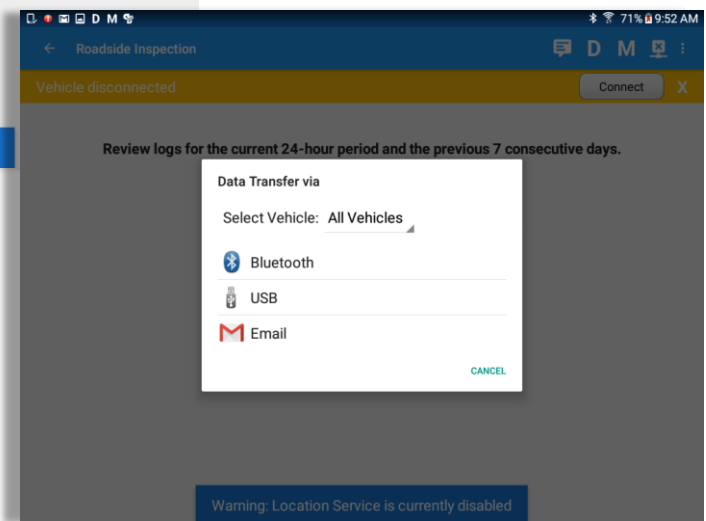 D M 71% 9:52 AM
Roadside Inspection D M
Vehicle disconnected Connect X
Review logs for the current 24-hour period and the previous 7 consecutive days.
Data Transfer via
Select Vehicle: All Vehicles
Bluetooth
USB
Email
CANCEL
Warning: Location Service is currently disabled